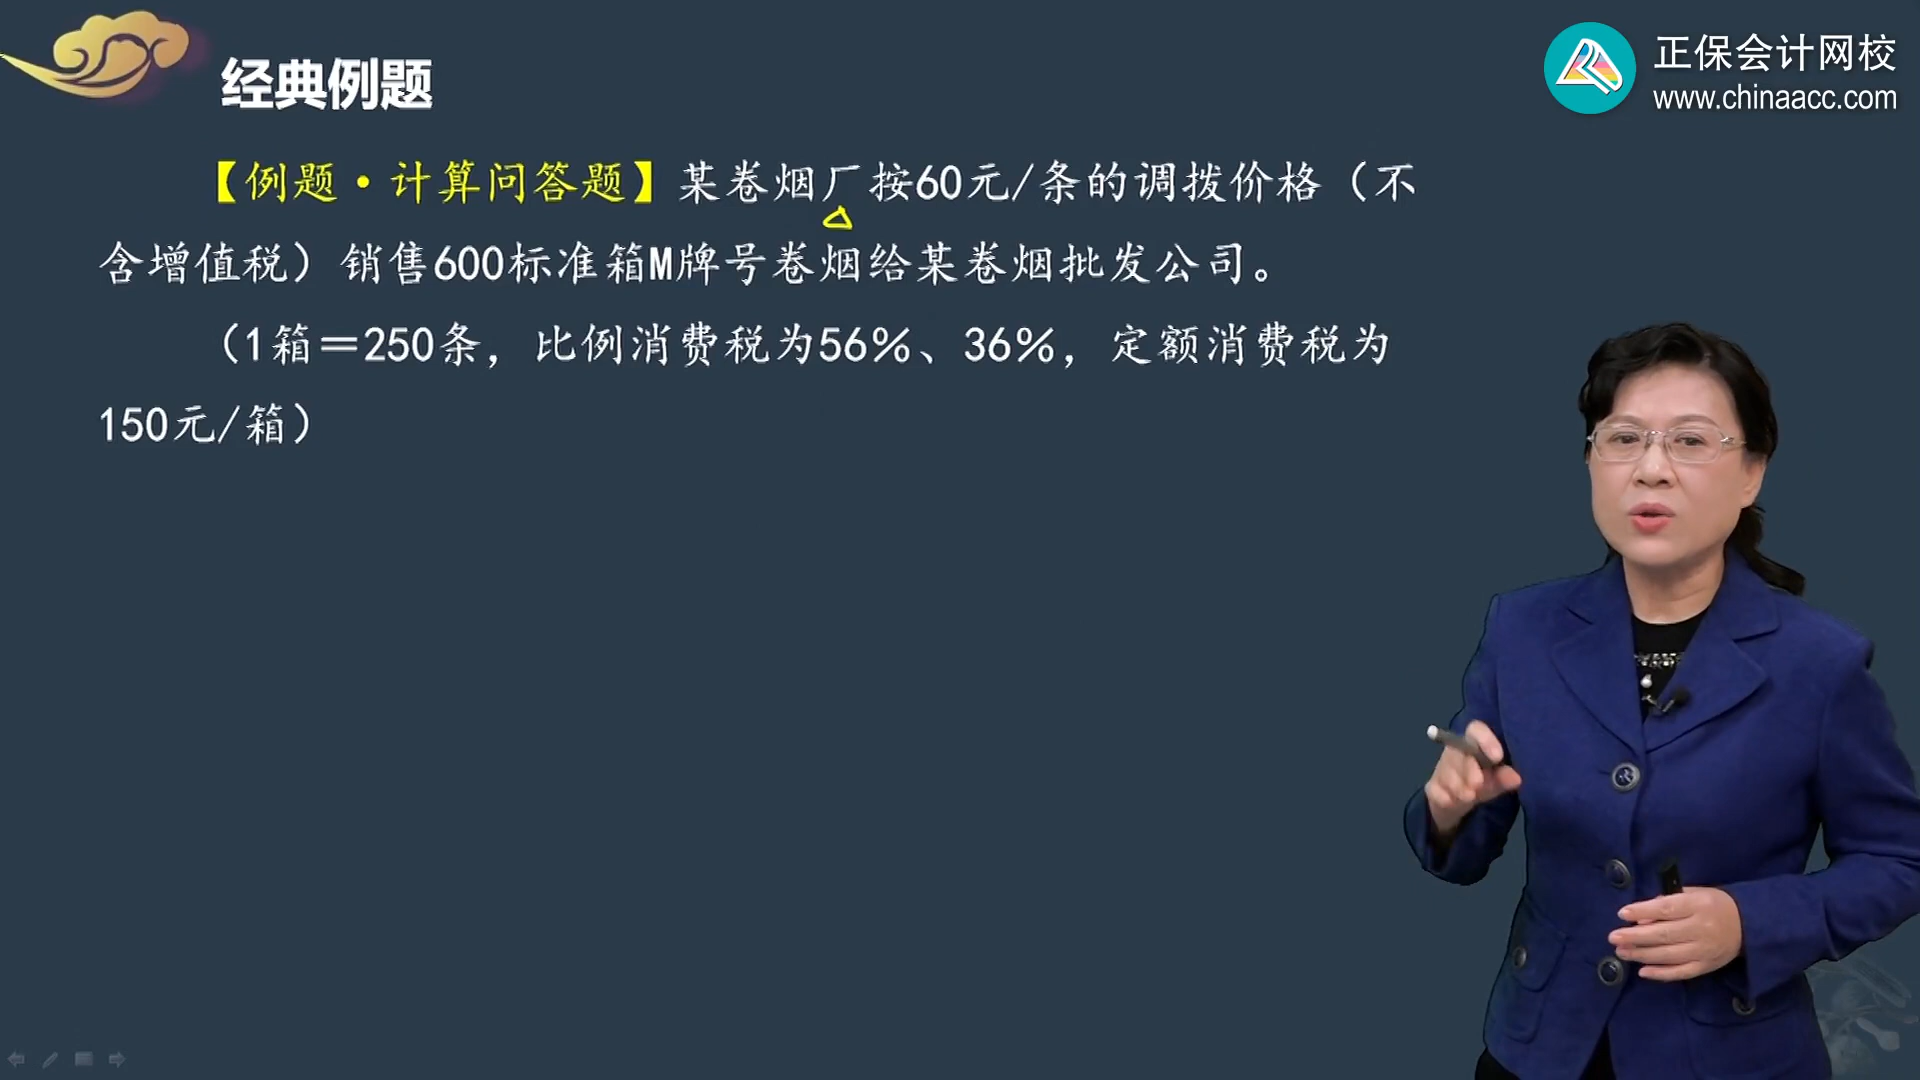 经典例题
正保会计网校
www.chinaacc.com
【例题·计算问答题】某卷烟厂按60元/条的调拨价格（不
含增值税）销售600标准箱M牌号卷烟给某卷烟批发公司。
（1箱＝250条，比例消费税为56%、36%，定额消费税为
150元/箱）